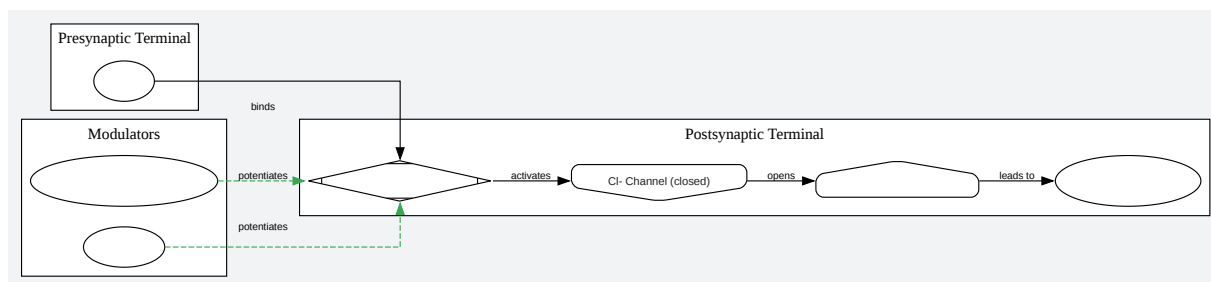 Presynaptic Terminal
binds
Modulators
Postsynaptic Terminal
potentiates
activates
Cl- Channel (closed)
opens
leads to
potentiates